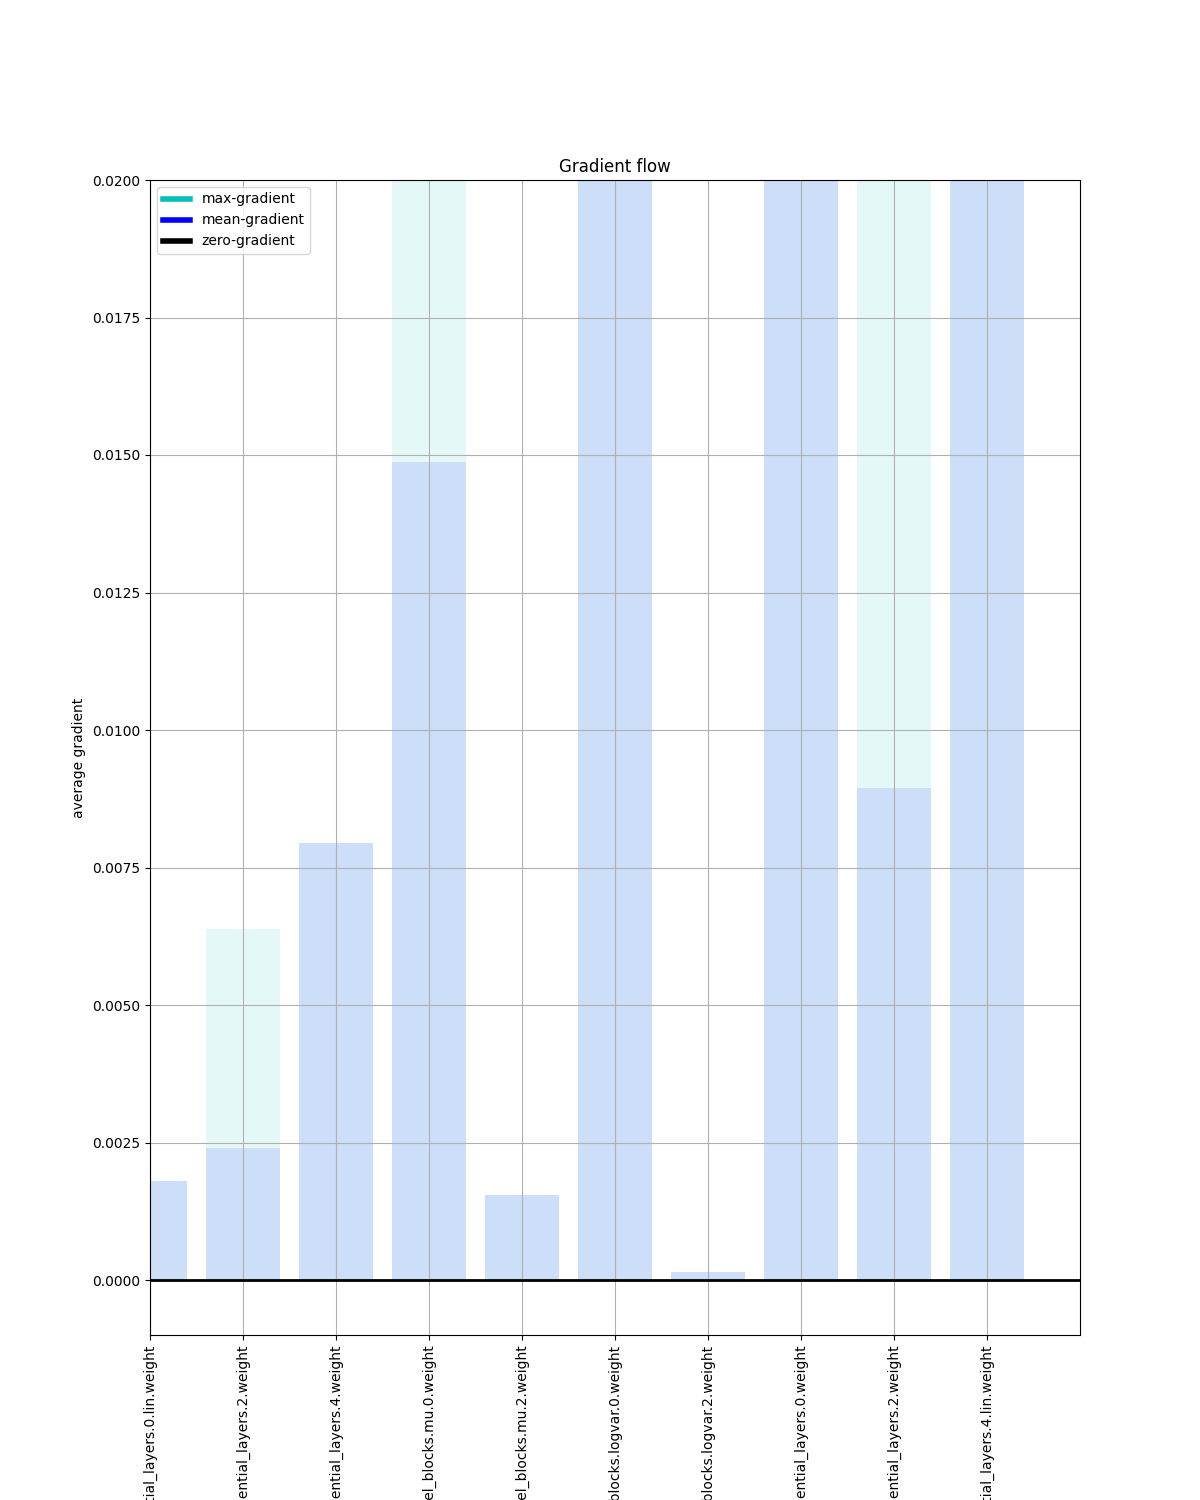 Gradient flow
max-gradient
mean-gradient
zero-gradient
0.0200
0.0175
0.0150
0.0125
0.0100
0.0075
0.0050
0.0025
0.0000
average gradient
tial_layers.0.lin.weight
ential_layers.2.weight
ential_layers.4.weight
el_blocks.mu.0.weight
el_blocks.mu.2.weight
blocks.logvar.0.weight
blocks.logvar.2.weight
ential_layers.0.weight
ential_layers.2.weight
tial_layers.4.lin.weight